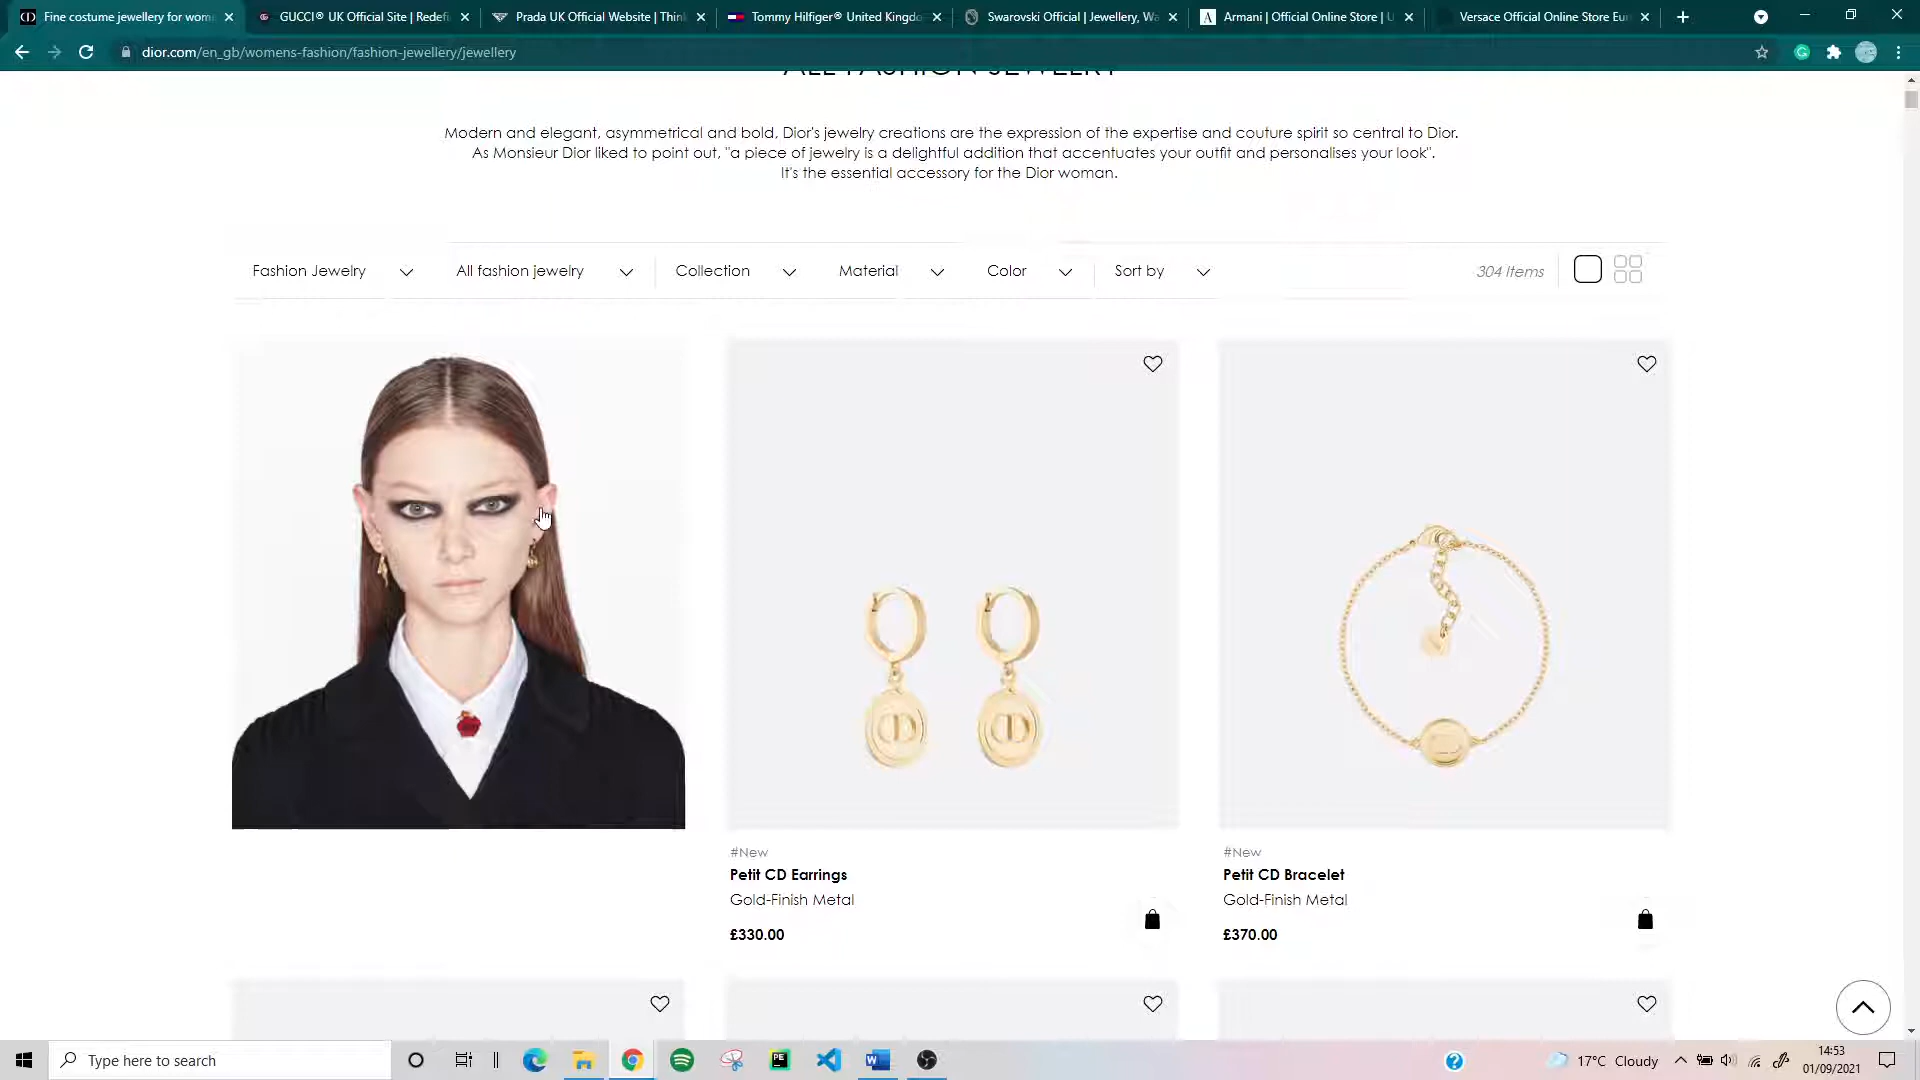 Fine costume jewellery for wom
GUCCI® UK Official Site | Redefi
Prada UK Official Website | Thin
Tommy Hilfiger® United Kingdo
Swarovski Official | Jewellery, Wa
Armani | Official Online Store | U
Versace Official Online Store Eu
dior.com/en_gb/womens-fashion/fashion-jewellery/jewellery
ALL FASHION JEWELRY
Modern and elegant, asymmetrical and bold, Dior's jewelry creations are the expression of the expertise and couture spirit so central to Dior.
As Monsieur Dior liked to point out, "a piece of jewelry is a delightful addition that accentuates your outfit and personalises your look".
It's the essential accessory for the Dior woman.
Fashion Jewelry All fashion jewelry Collection Material Color Sort by 304 Items
#New
Petit CD Earrings
Gold-Finish Metal
£330.00
#New
Petit CD Bracelet
Gold-Finish Metal
£370.00
Type here to search
17°C Cloudy
14:53
01/09/2021